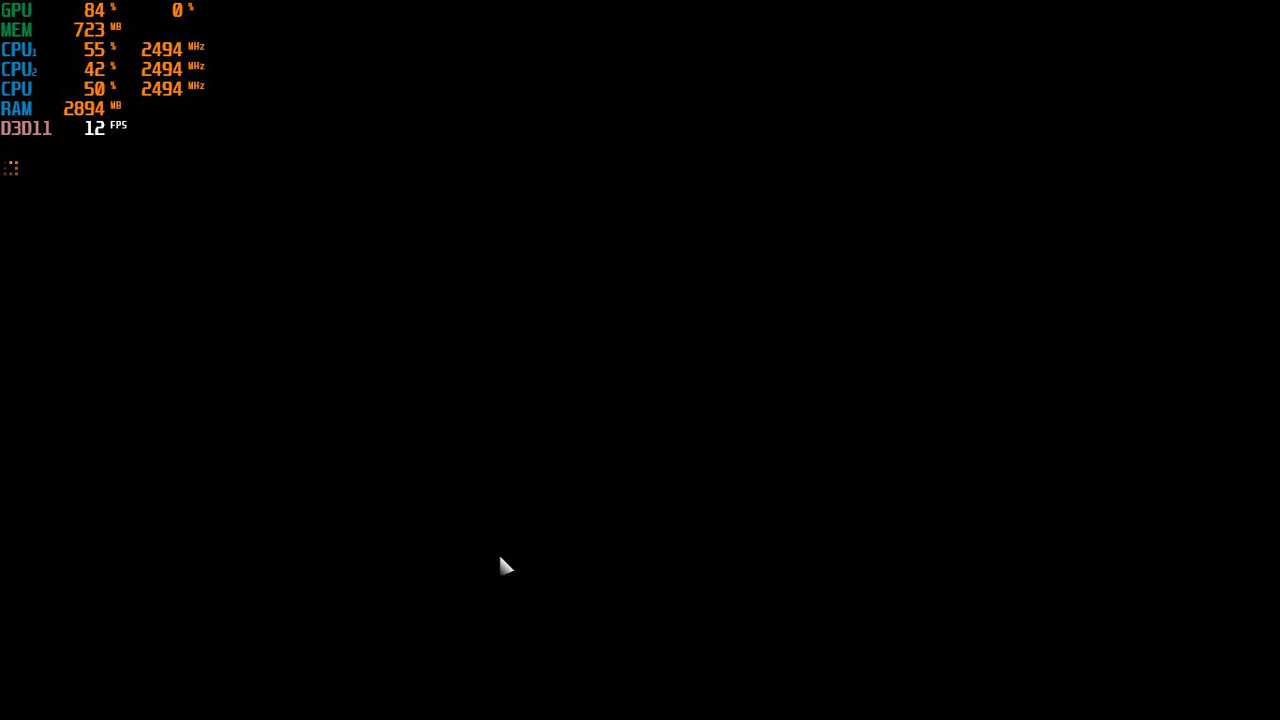 GPU 84 % 0 %
MEM 723 MB
CPU1 55 % 2494 MHz
CPU2 42 % 2494 MHz
CPU 50 % 2494 MHz
RAM 2894 MB
D3D11 12 FPS